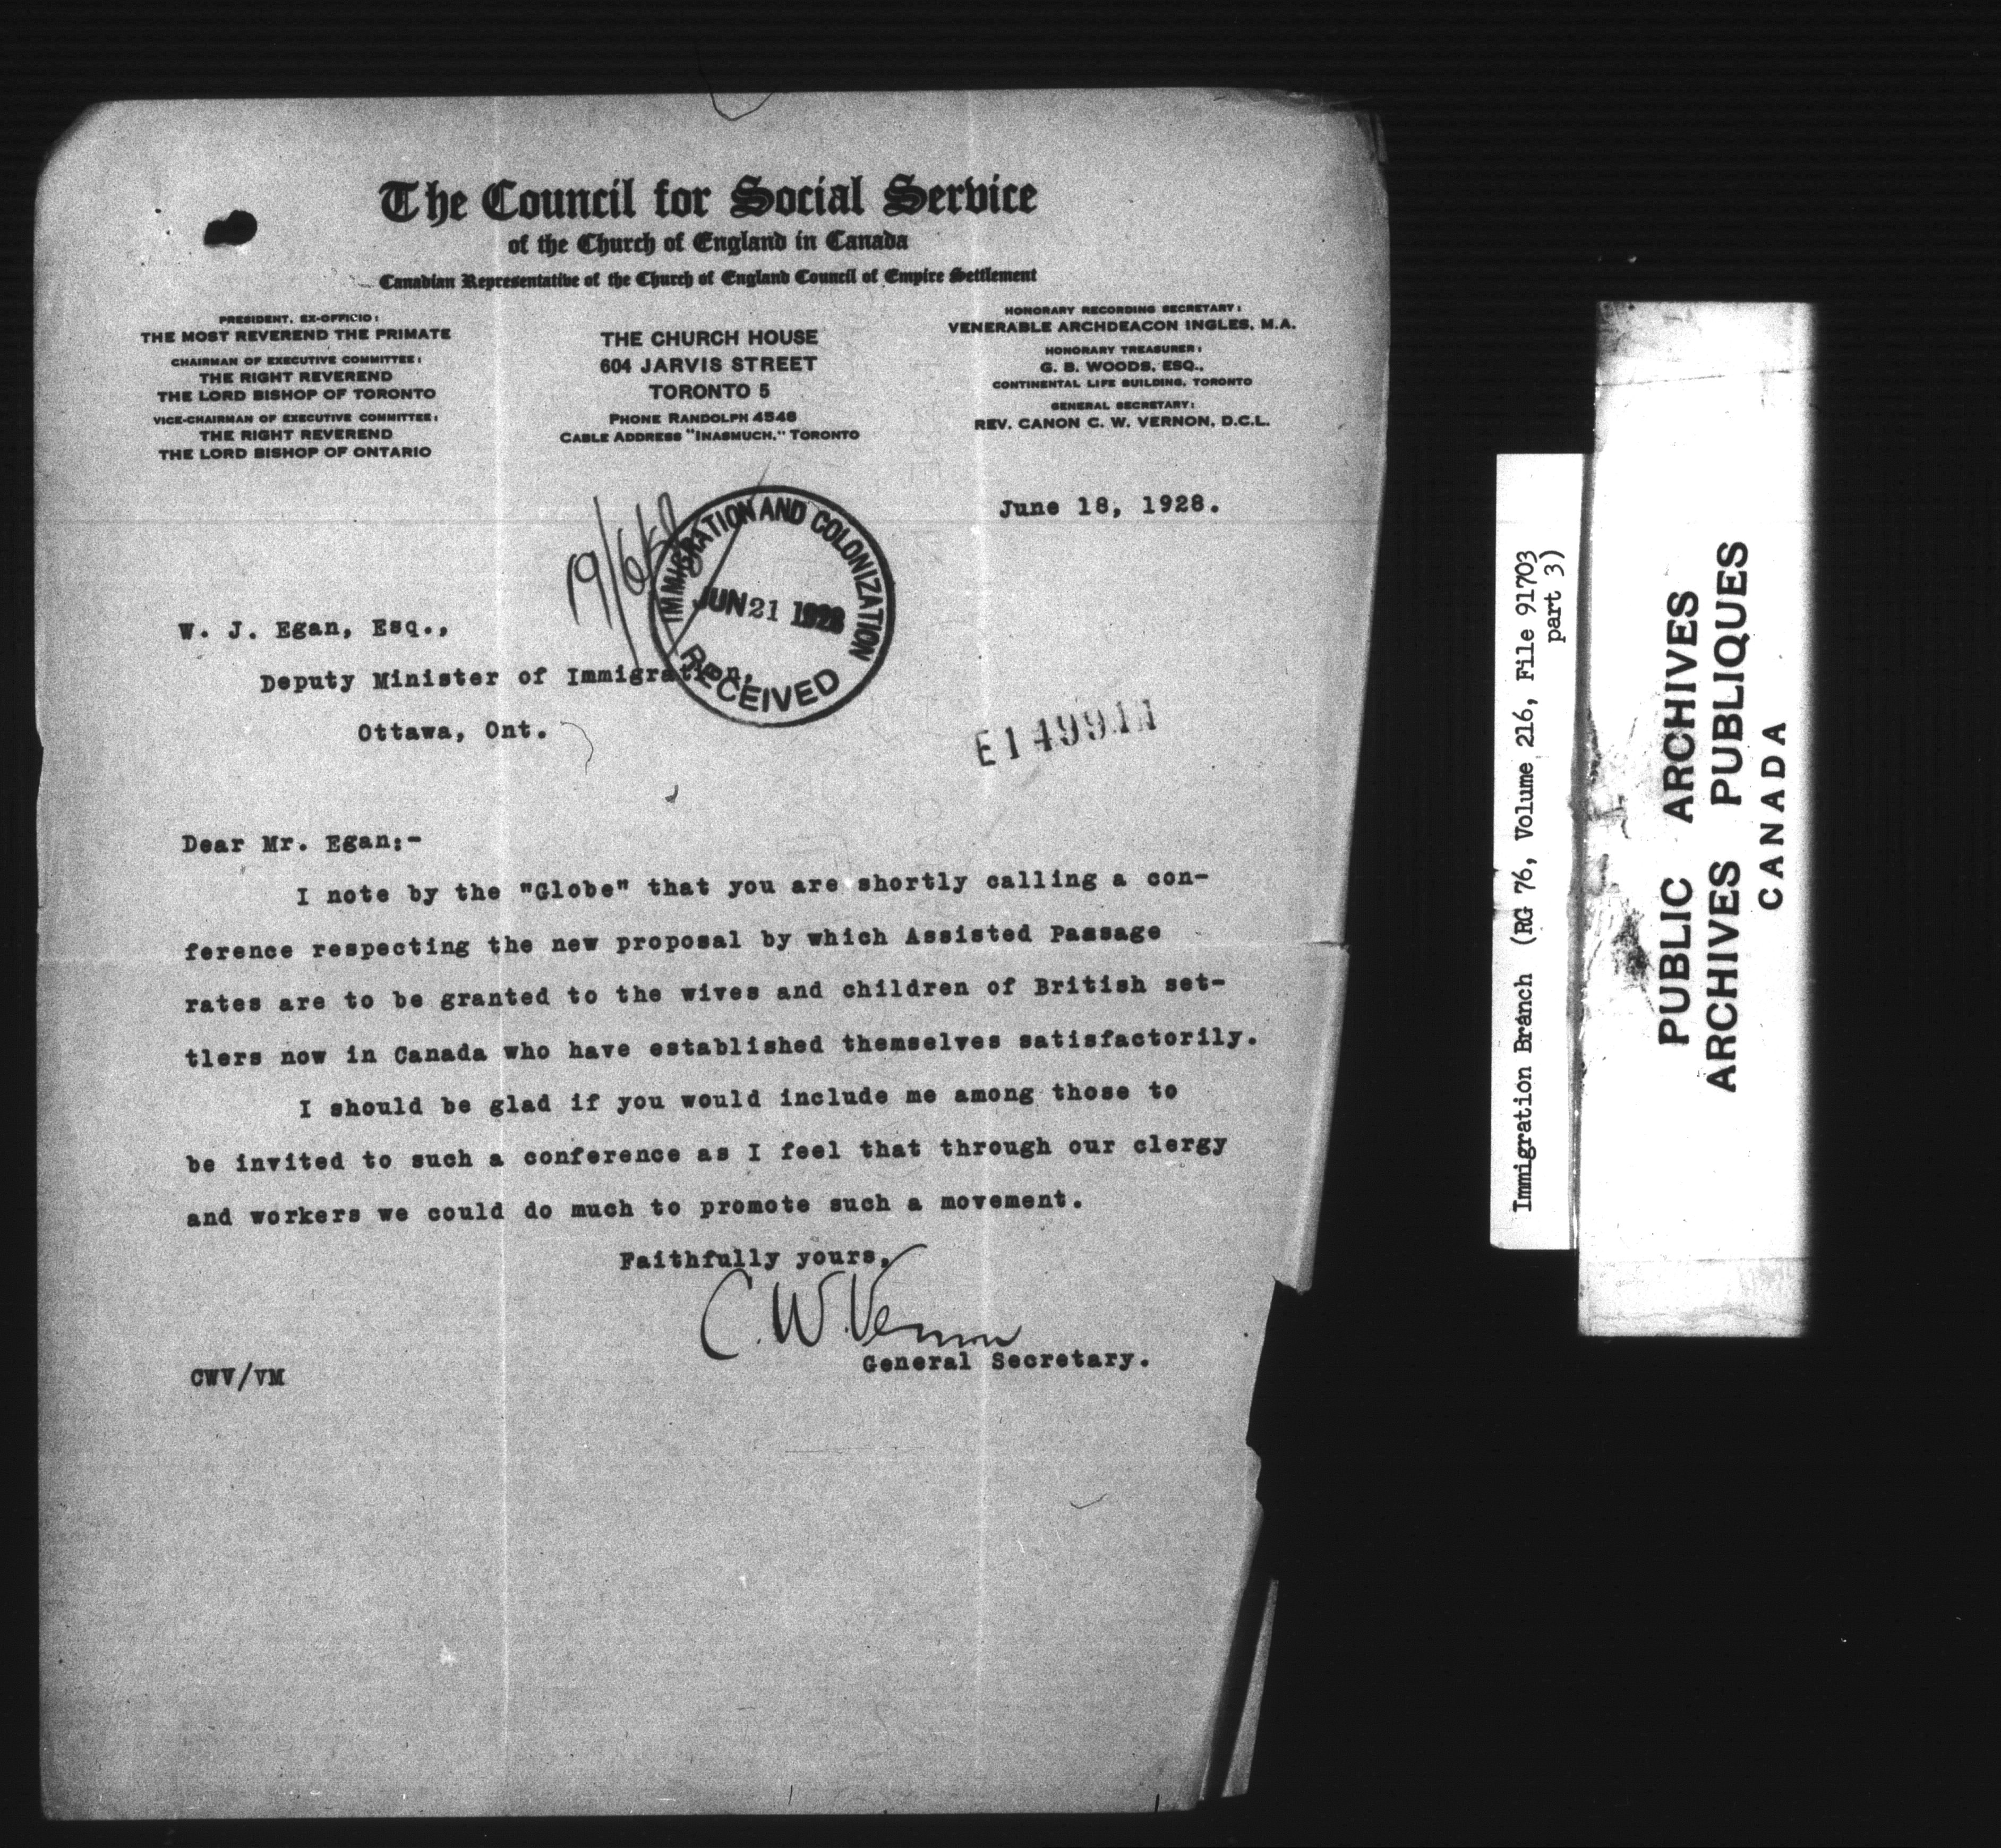 The Council for Social Service
of the Church of England in Canada
Canadian Representative of the Church of England Council of Empire Settlement
PRESIDENT, EX-OFFICIO:
THE MOST REVEREND THE PRIMATE
CHAIRMAN OF EXECUTIVE COMMITTEE:
THE RIGHT REVEREND
THE LORD BISHOP OF TORONTO
VICE-CHAIRMAN OF EXECUTIVE COMMITTEE:
THE RIGHT REVEREND
THE LORD BISHOP OF ONTARIO
THE CHURCH HOUSE
604 JARVIS STREET
TORONTO 5
PHONE RANDOLPH 4548
CABLE ADDRESS "INASMUCH," TORONTO
HONORARY RECORDING SECRETARY:
VENERABLE ARCHDEACON INGLES, M.A.
HONORARY TREASURER:
G. B. WOODS, ESQ.,
CONTINENTAL LIFE BUILDING, TORONTO
GENERAL SECRETARY:
REV. CANON C. W. VERNON, D.C.L.
June 18, 1928.
IMMIGRATION AND COLONIZATION
JUN 21 1928
RECEIVED
W. J. Egan, Esq.,
Deputy Minister of Immigration,
Ottawa, Ont.
E149911
Dear Mr. Egan:-
I note by the "Globe" that you are shortly calling a con-
ference respecting the new proposal by which Assisted Passage
rates are to be granted to the wives and children of British set-
tlers now in Canada who have established themselves satisfactorily.
I should be glad if you would include me among those to
be invited to such a conference as I feel that through our clergy
and workers we could do much to promote such a movement.
Faithfully yours,
C. W. Vernon
General Secretary.
CWV/VM
Immigration Branch (RG 76, Volume 216, File 91703
part 3)
PUBLIC ARCHIVES
ARCHIVES PUBLIQUES
CANADA